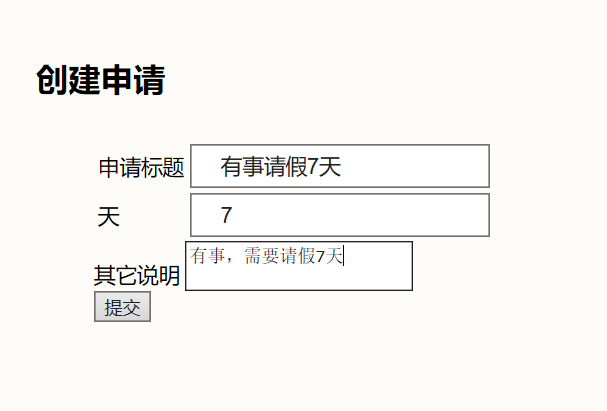 创建申请
申请标题 有事请假7天
天 7
其它说明 有事，需要请假7天
提交